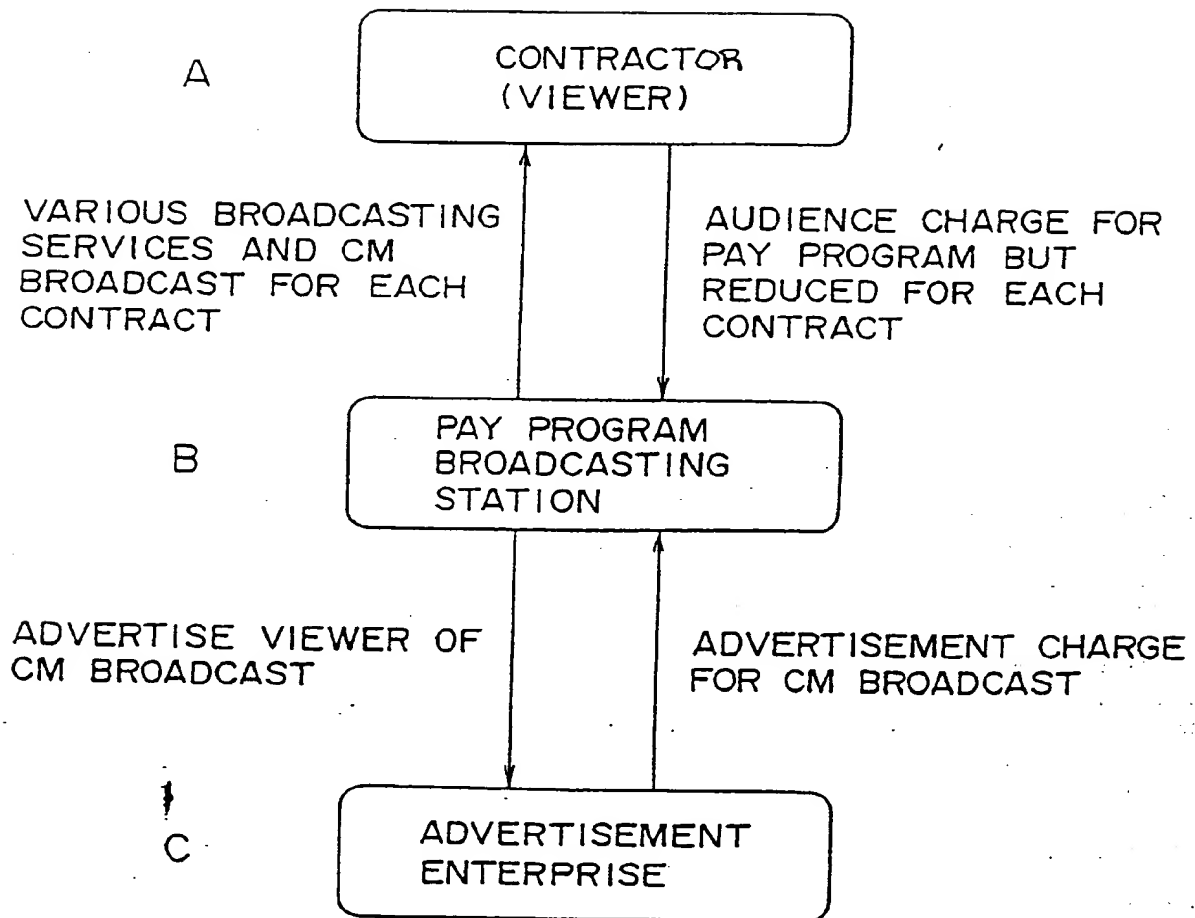 A
CONTRACTOR
(VIEWER)
VARIOUS BROADCASTING
SERVICES AND CM
BROADCAST FOR EACH
CONTRACT
AUDIENCE CHARGE FOR
PAY PROGRAM BUT
REDUCED FOR EACH
CONTRACT
B
PAY PROGRAM
BROADCASTING
STATION
ADVERTISE VIEWER OF
CM BROADCAST
ADVERTISEMENT CHARGE
FOR CM BROADCAST
C
ADVERTISEMENT
ENTERPRISE